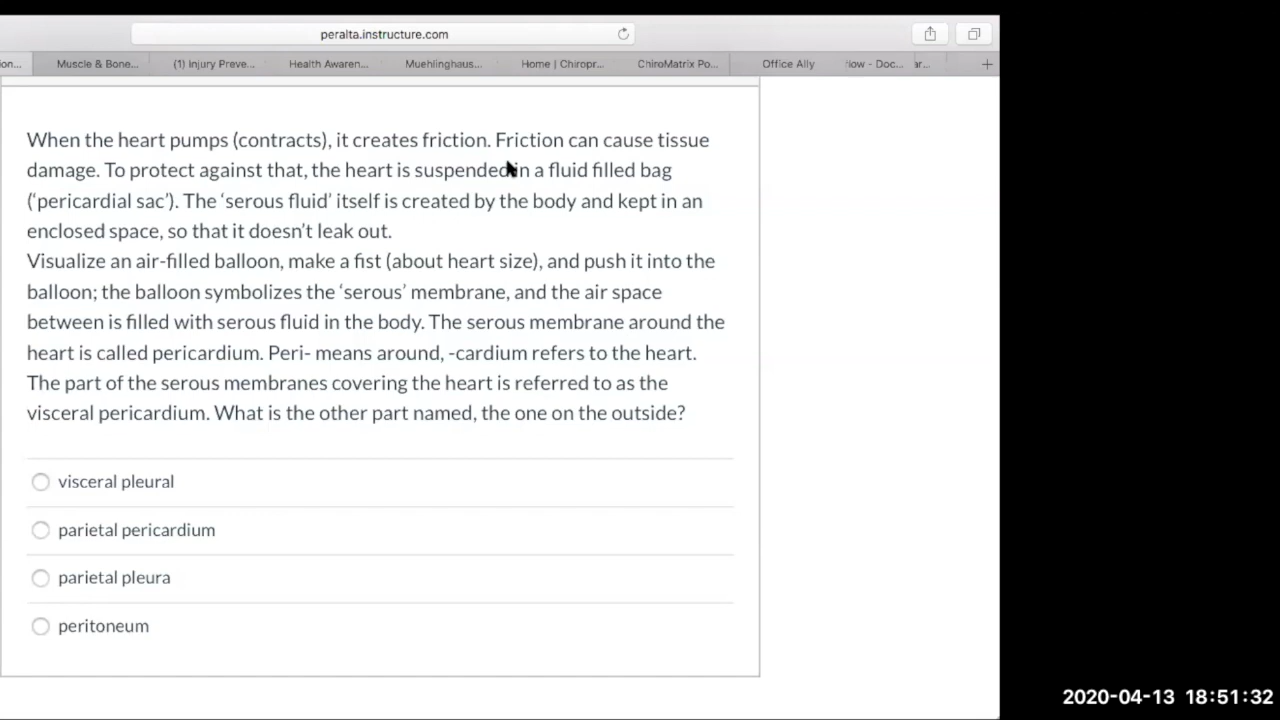 peralta.instructure.com
on... Muscle & Bone... (1) Injury Preve... Health Awaren... Muehlinghaus... Home | Chiropr... ChiroMatrix Po... Office Ally
When the heart pumps (contracts), it creates friction. Friction can cause tissue
damage. To protect against that, the heart is suspended in a fluid filled bag
(‘pericardial sac’). The ‘serous fluid’ itself is created by the body and kept in an
enclosed space, so that it doesn’t leak out.
Visualize an air-filled balloon, make a fist (about heart size), and push it into the
balloon; the balloon symbolizes the ‘serous’ membrane, and the air space
between is filled with serous fluid in the body. The serous membrane around the
heart is called pericardium. Peri- means around, -cardium refers to the heart.
The part of the serous membranes covering the heart is referred to as the
visceral pericardium. What is the other part named, the one on the outside?
visceral pleural
parietal pericardium
parietal pleura
peritoneum
2020-04-13 18:51:32